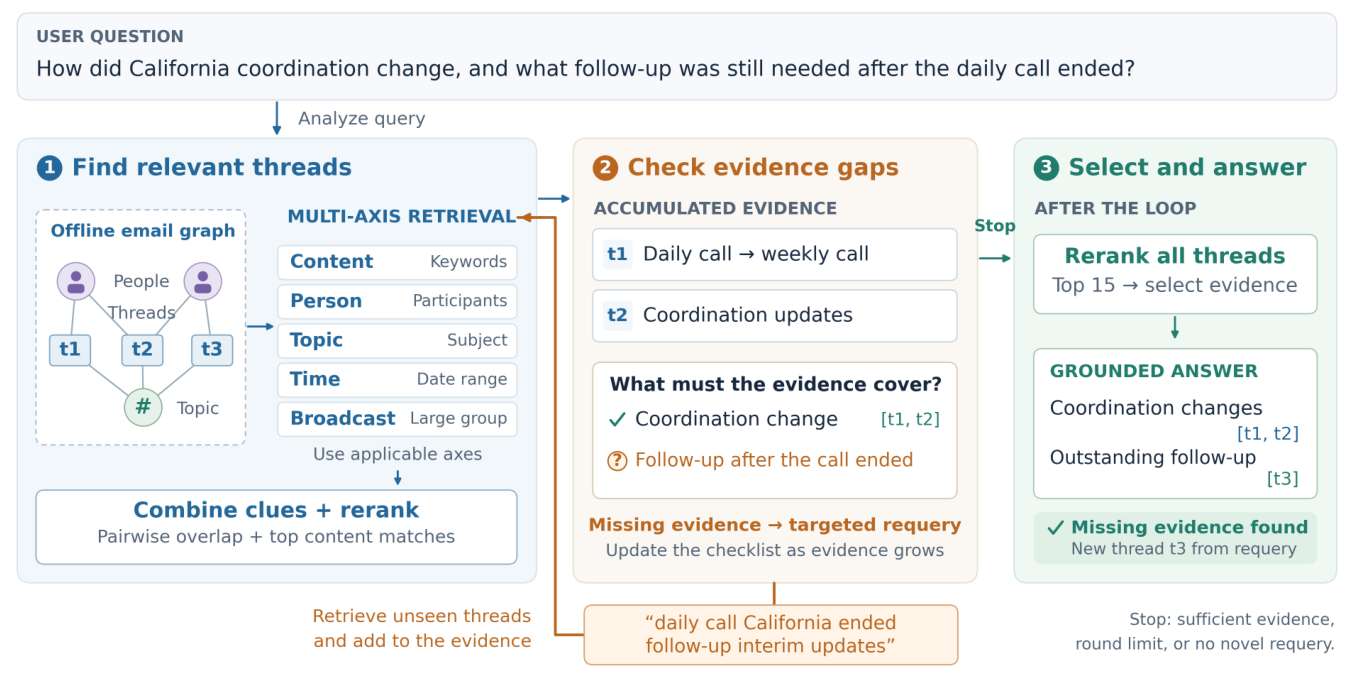 USER QUESTION
How did California coordination change, and what follow-up was still needed after the daily call ended?
Analyze query
1 Find relevant threads
Offline email graph
People
Threads
t1 t2 t3
#
Topic
MULTI-AXIS RETRIEVAL
Content Keywords
Person Participants
Topic Subject
Time Date range
Broadcast Large group
Use applicable axes
Combine clues + rerank
Pairwise overlap + top content matches
2 Check evidence gaps
ACCUMULATED EVIDENCE
t1 Daily call → weekly call
t2 Coordination updates
What must the evidence cover?
✓ Coordination change [t1, t2]
? Follow-up after the call ended
Missing evidence → targeted requery
Update the checklist as evidence grows
“daily call California ended
follow-up interim updates”
Retrieve unseen threads
and add to the evidence
Stop
3 Select and answer
AFTER THE LOOP
Rerank all threads
Top 15 → select evidence
GROUNDED ANSWER
Coordination changes
[t1, t2]
Outstanding follow-up
[t3]
✓ Missing evidence found
New thread t3 from requery
Stop: sufficient evidence,
round limit, or no novel requery.